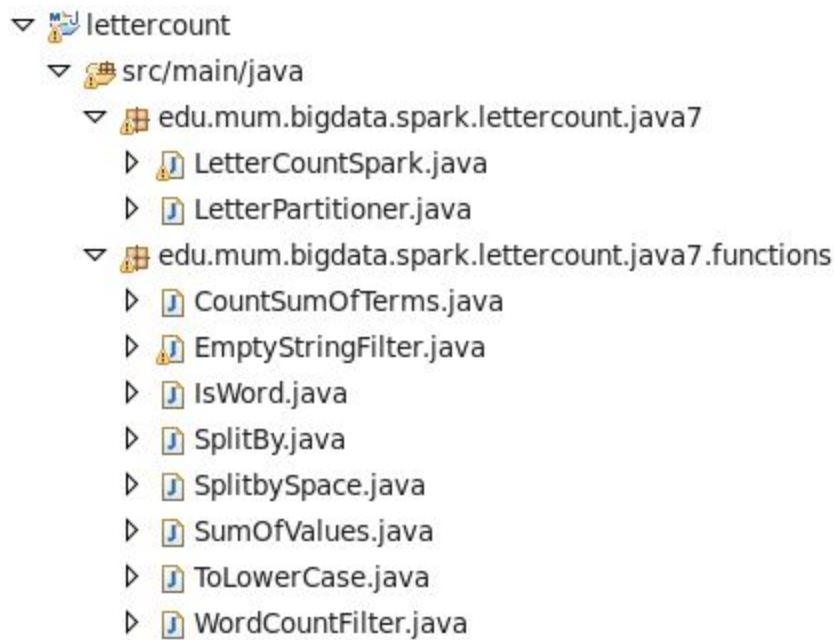 lettercount
src/main/java
edu.mum.bigdata.spark.lettercount.java7
LetterCountSpark.java
LetterPartitioner.java
edu.mum.bigdata.spark.lettercount.java7.functions
CountSumOfTerms.java
EmptyStringFilter.java
IsWord.java
SplitBy.java
SplitbySpace.java
SumOfValues.java
ToLowerCase.java
WordCountFilter.java